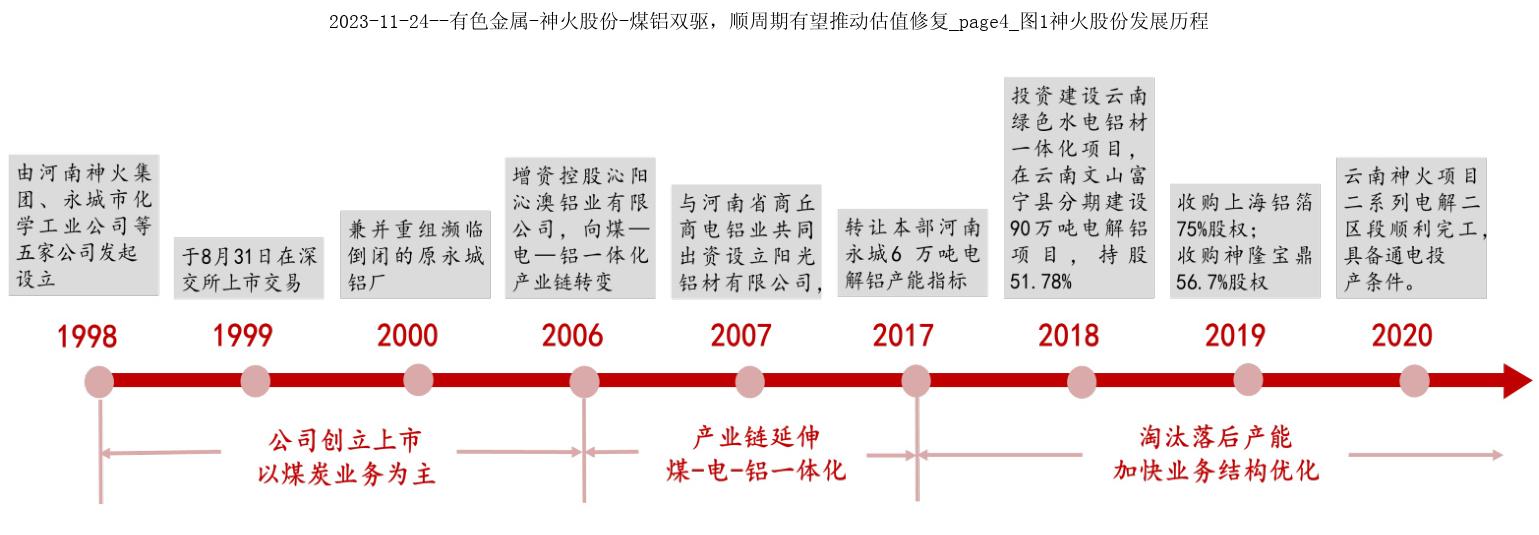 2023-11-24--有色金属-神火股份-煤铝双驱，顺周期有望推动估值修复_page4_图1神火股份发展历程
由河南神火集
团、永城市化
学工业公司等
五家公司发起
设立
于8月31日在深
交所上市交易
兼并重组濒临
倒闭的原永城
铝厂
增资控股沁阳
沁澳铝业有限
公司，向煤—
电—铝一体化
产业链转变
与河南省商丘
商电铝业共同
出资设立阳光
铝材有限公司，
转让本部河南
永城6 万吨电
解铝产能指标
投资建设云南
绿色水电铝材
一体化项目，
在云南文山富
宁县分期建设
90万吨电解铝
项目，持股
51.78%
收购上海铝箔
75%股权；
收购神隆宝鼎
56.7%股权
云南神火项目
二系列电解二
区段顺利完工，
具备通电投
产条件。
1998
1999
2000
2006
2007
2017
2018
2019
2020
公司创立上市
以煤炭业务为主
产业链延伸
煤-电-铝一体化
淘汰落后产能
加快业务结构优化